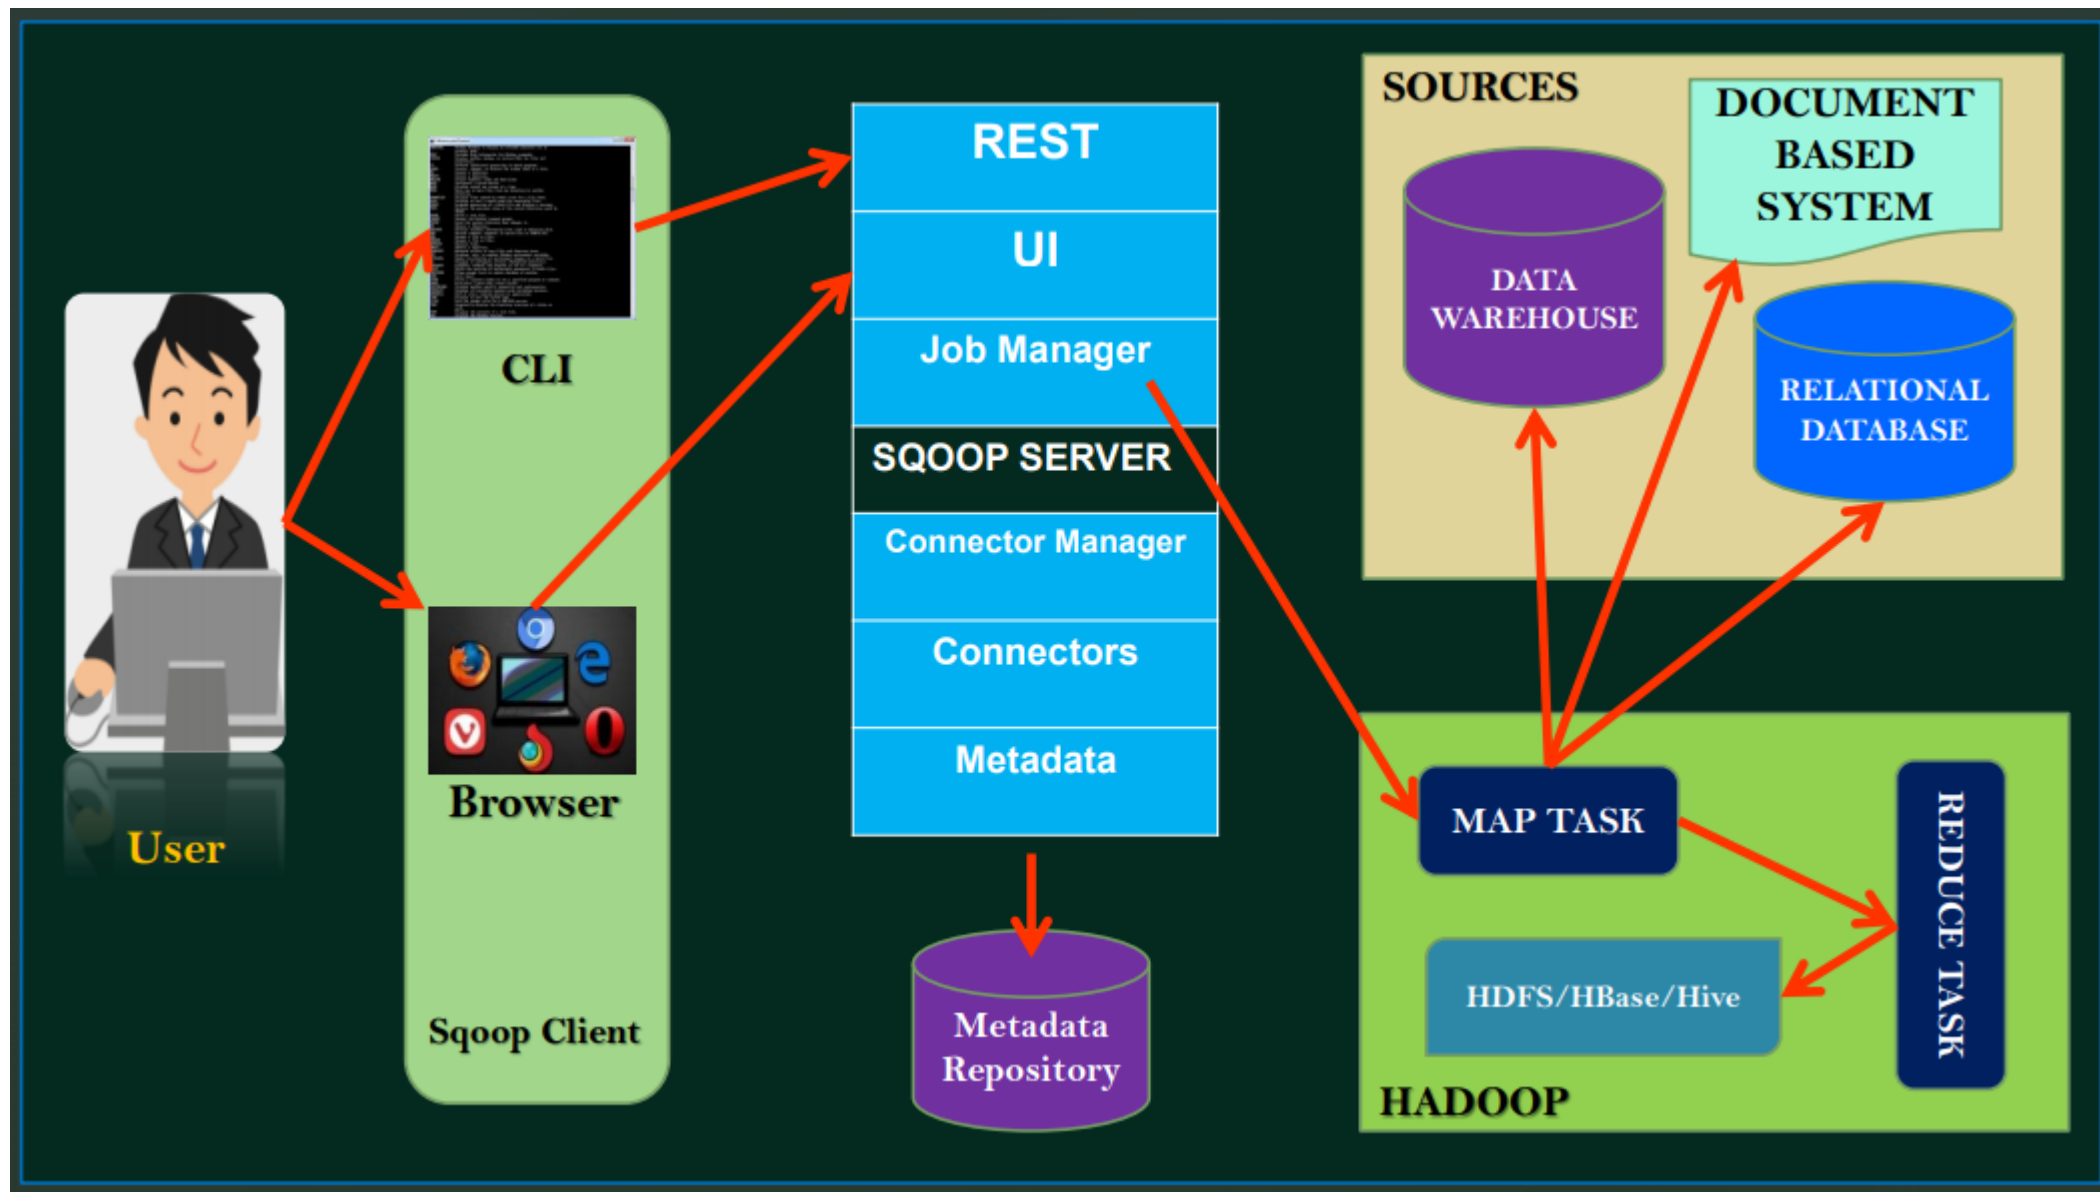 User
CLI
Browser
Sqoop Client
REST
UI
Job Manager
SQOOP SERVER
Connector Manager
Connectors
Metadata
Metadata
Repository
SOURCES
DATA
WAREHOUSE
DOCUMENT
BASED
SYSTEM
RELATIONAL
DATABASE
MAP TASK
REDUCE TASK
HDFS/HBase/Hive
HADOOP